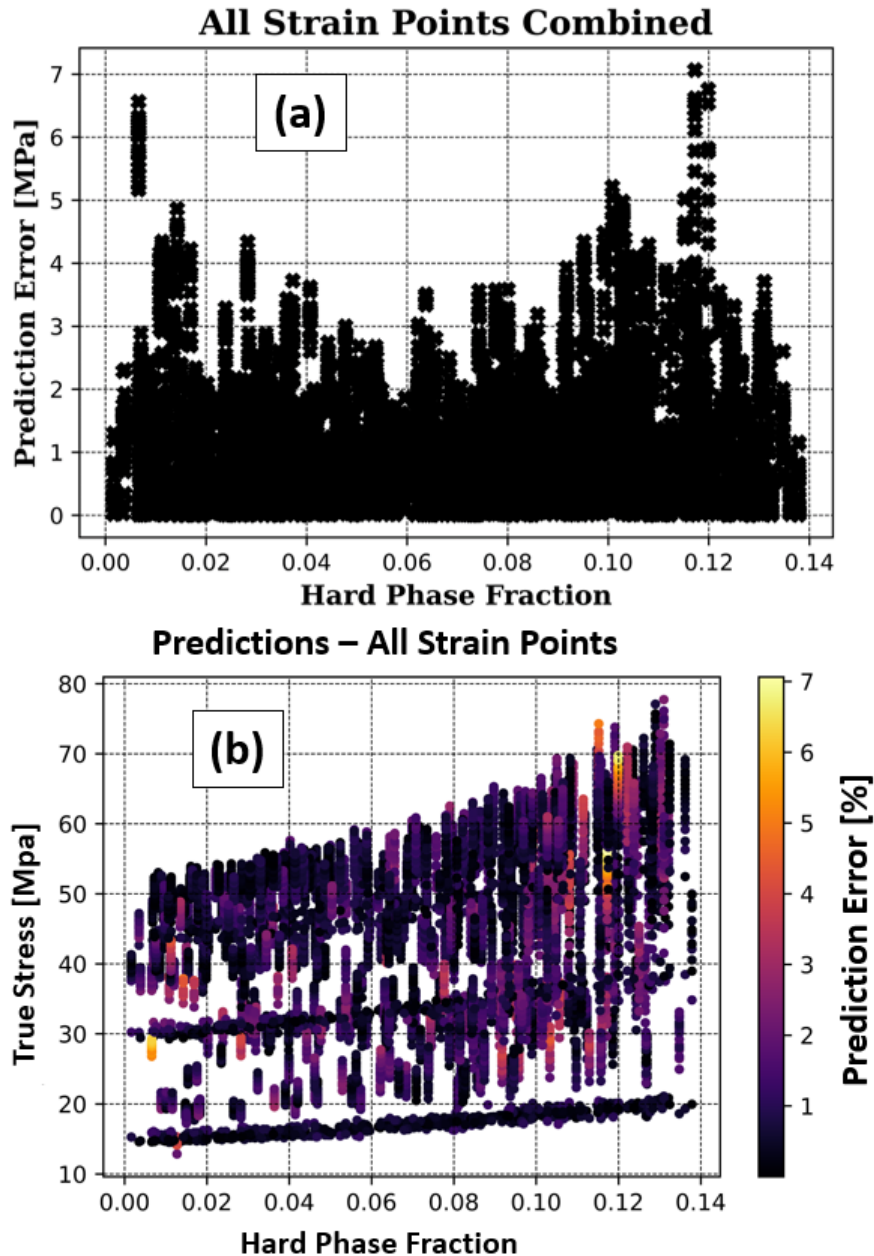 All Strain Points Combined
(a)
Prediction Error [MPa]
7
6
5
4
3
2
1
0
0.00 0.02 0.04 0.06 0.08 0.10 0.12 0.14
Hard Phase Fraction
Predictions – All Strain Points
(b)
True Stress [Mpa]
80
70
60
50
40
30
20
10
0.00 0.02 0.04 0.06 0.08 0.10 0.12 0.14
Hard Phase Fraction
7
6
5
4
3
2
1
Prediction Error [%]